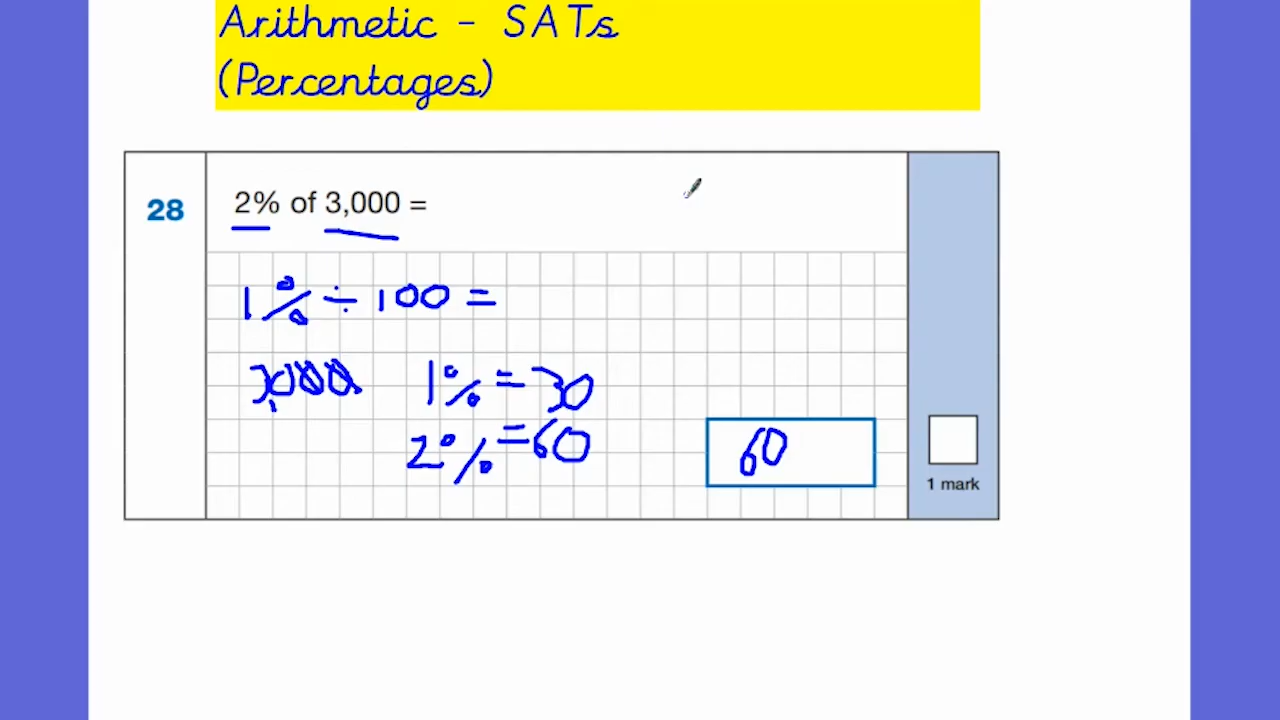 Arithmetic - SATs
(Percentages)
28
2% of 3,000 =
1% ÷ 100 =
3000
1% = 30
2% = 60
60
1 mark